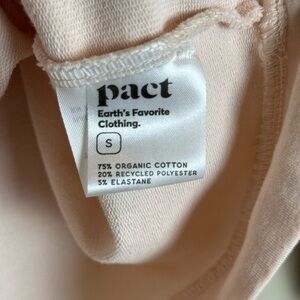 pact
Earth's Favorite
Clothing.
S
75% ORGANIC COTTON
20% RECYCLED POLYESTER
5% ELASTANE